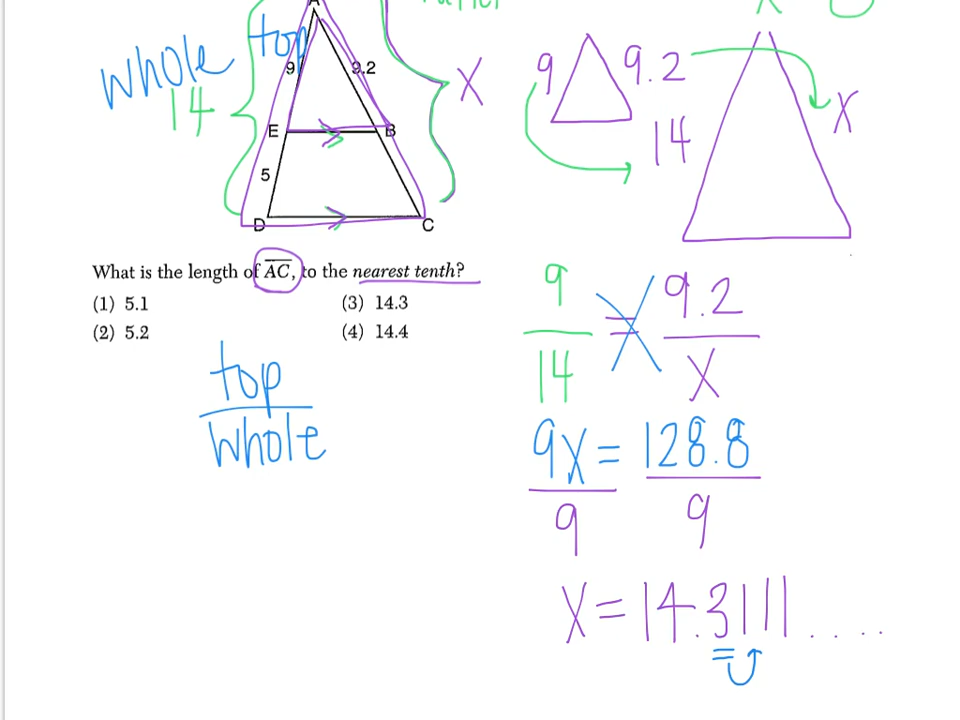 A
whole top
9
9.2
14
X
E
B
5
D
C
9
9.2
14
X
What is the length of AC, to the nearest tenth?
(1) 5.1 (3) 14.3
(2) 5.2 (4) 14.4
top
whole
9/14 = 9.2/X
9X = 128.8
9 9
X = 14.3111....